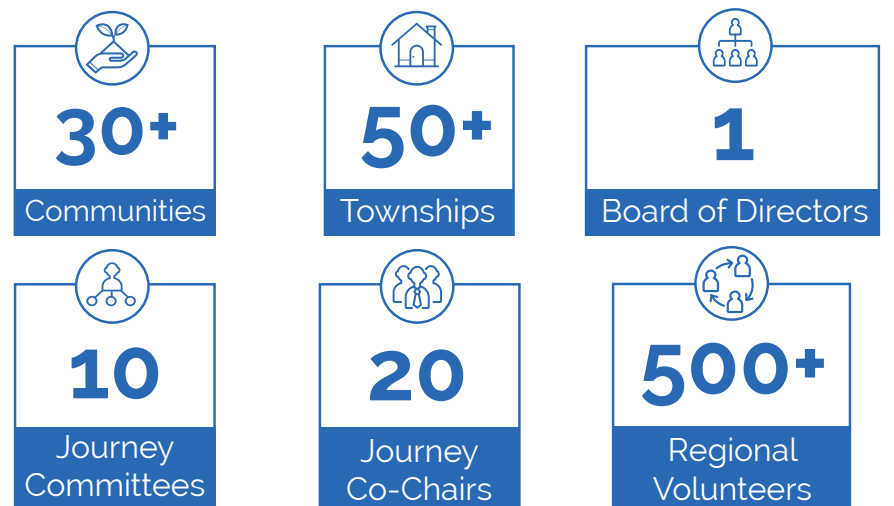 30+
Communities
50+
Townships
1
Board of Directors
10
Journey
Committees
20
Journey
Co-Chairs
500+
Regional
Volunteers